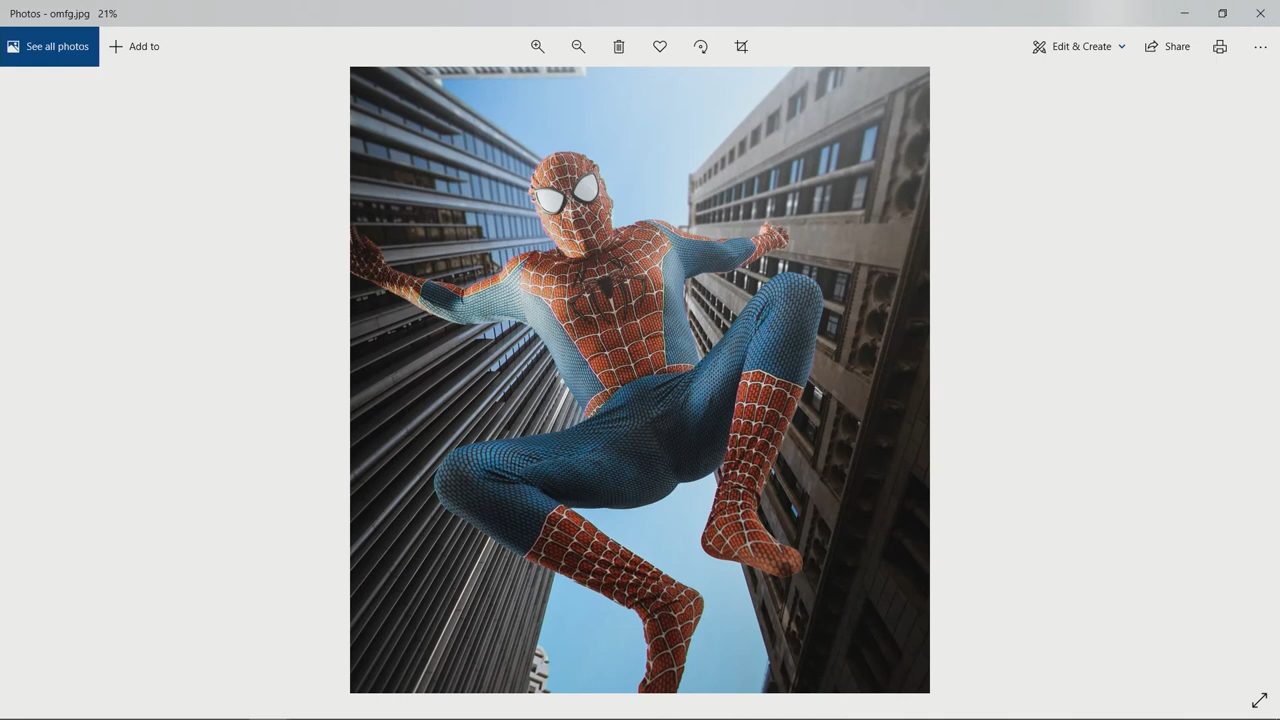 Photos - omfg.jpg 21%
See all photos
Add to
Edit & Create
Share